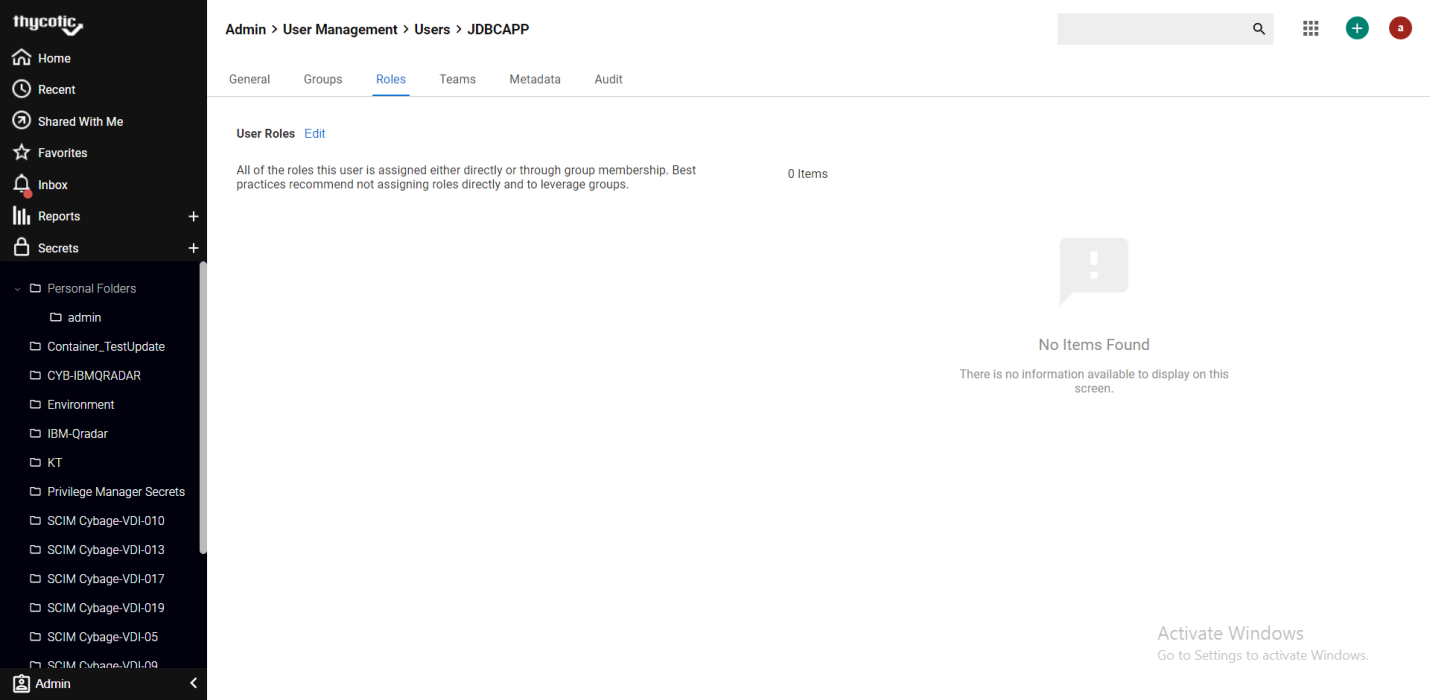 thycotic
Home
Recent
Shared With Me
Favorites
Inbox
Reports
Secrets
Personal Folders
admin
Container_TestUpdate
CYB-IBMQRADAR
Environment
IBM-Qradar
KT
Privilege Manager Secrets
SCIM Cybage-VDI-010
SCIM Cybage-VDI-013
SCIM Cybage-VDI-017
SCIM Cybage-VDI-019
SCIM Cybage-VDI-05
SCIM Cybage-VDI-09
Admin
Admin > User Management > Users > JDBCAPP
a
General Groups Roles Teams Metadata Audit
User Roles Edit
All of the roles this user is assigned either directly or through group membership. Best
practices recommend not assigning roles directly and to leverage groups.
0 Items
No Items Found
There is no information available to display on this
screen.
Activate Windows
Go to Settings to activate Windows.